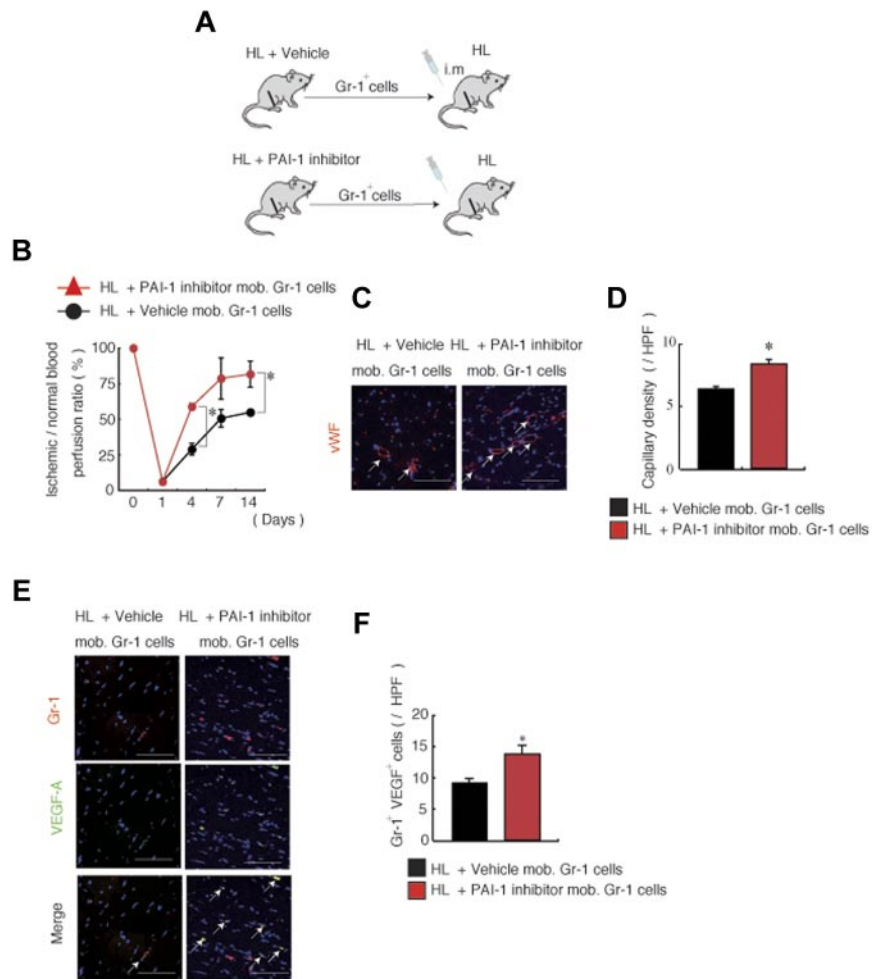 A
HL + Vehicle
HL
i.m
Gr-1+ cells
HL + PAI-1 inhibitor
HL
Gr-1+ cells
B
HL + PAI-1 inhibitor mob. Gr-1 cells
HL + Vehicle mob. Gr-1 cells
Ischemic / normal blood
perfusion ratio ( % )
100
75
50
25
0
*
*
0 1 4 7 14
( Days )
C
HL + Vehicle HL + PAI-1 inhibitor
mob. Gr-1 cells mob. Gr-1 cells
vWF
D
Capillary density (/ HPF)
10
5
0
*
HL + Vehicle mob. Gr-1 cells
HL + PAI-1 inhibitor mob. Gr-1 cells
E
HL + Vehicle HL + PAI-1 inhibitor
mob. Gr-1 cells mob. Gr-1 cells
Gr-1
VEGF-A
Merge
F
Gr-1+ VEGF+ cells ( / HPF)
20
15
10
5
0
*
HL + Vehicle mob. Gr-1 cells
HL + PAI-1 inhibitor mob. Gr-1 cells